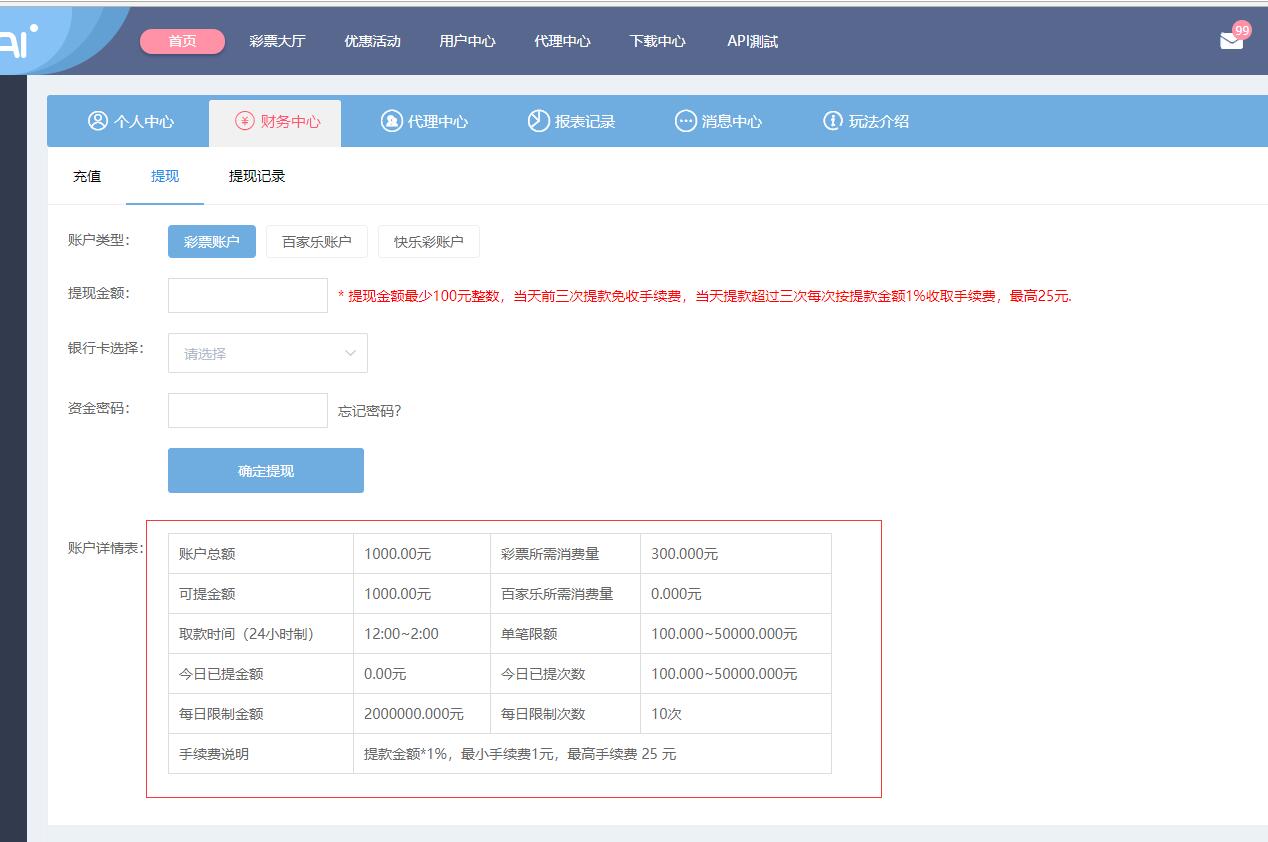 AI
首页 彩票大厅 优惠活动 用户中心 代理中心 下载中心 API测试 99
个人中心 财务中心 代理中心 报表记录 消息中心 玩法介绍
充值 提现 提现记录
账户类型: 彩票账户 百家乐账户 快乐彩账户
提现金额: * 提现金额最少100元整数，当天前三次提款免收手续费，当天提款超过三次每次按提款金额1%收取手续费，最高25元.
银行卡选择: 请选择
资金密码: 忘记密码?
确定提现
账户详情表:
账户总额 1000.00元 彩票所需消费量 300.000元
可提金额 1000.00元 百家乐所需消费量 0.000元
取款时间（24小时制） 12:00~2:00 单笔限额 100.000~50000.000元
今日已提金额 0.00元 今日已提次数 100.000~50000.000元
每日限制金额 2000000.000元 每日限制次数 10次
手续费说明 提款金额*1%，最小手续费1元，最高手续费 25 元